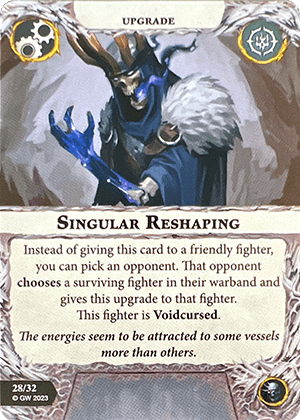 UPGRADE
SINGULAR RESHAPING
Instead of giving this card to a friendly fighter,
you can pick an opponent. That opponent
chooses a surviving fighter in their warband and
gives this upgrade to that fighter.
This fighter is Voidcursed.
The energies seem to be attracted to some vessels
more than others.
28/32
© GW 2023